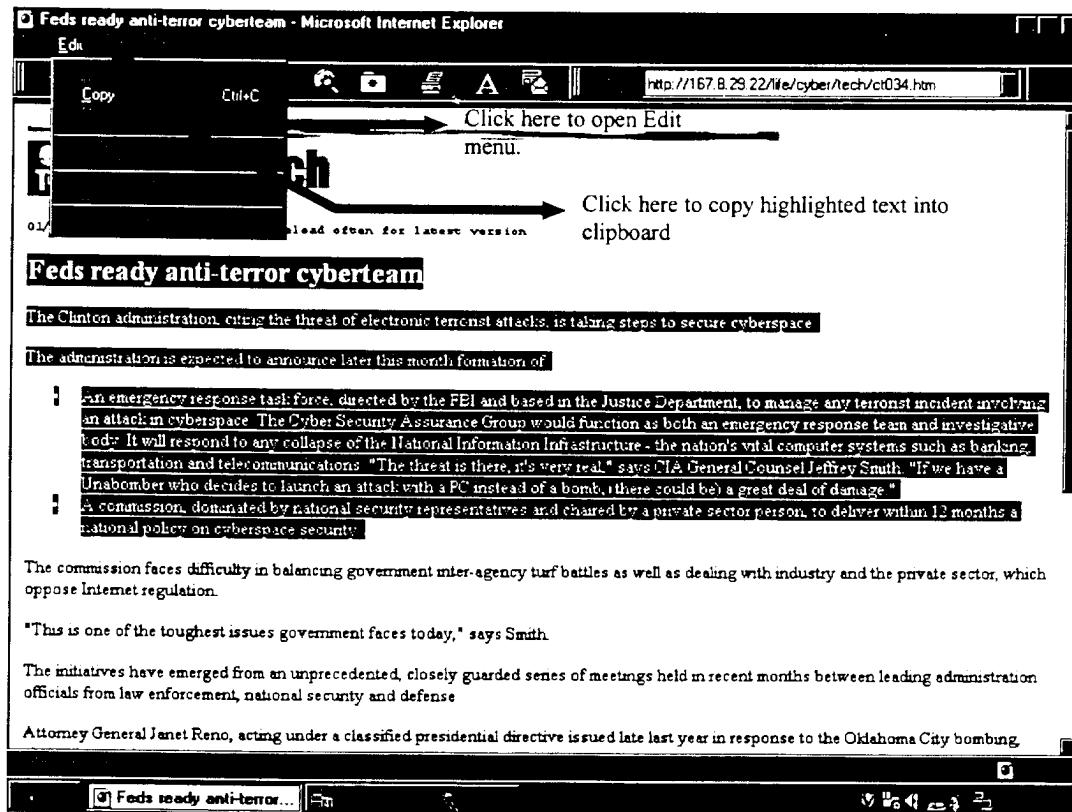 Feds ready anti-terror cyberteam - Microsoft Internet Explorer
Edit
Copy Ctrl+C
http://167.8.29.22/life/cyber/tech/ct034.htm
Click here to open Edit
menu.
ch
Click here to copy highlighted text into
clipboard
01/
eload often for latest version
Feds ready anti-terror cyberteam
The Clinton administration, citing the threat of electronic terrorist attacks, is taking steps to secure cyberspace
The administration is expected to announce later this month formation of
An emergency response task force, directed by the FBI and based in the Justice Department, to manage any terrorist incident involving
an attack in cyberspace. The Cyber Security Assurance Group would function as both an emergency response team and investigative
body. It will respond to any collapse of the National Information Infrastructure - the nation's vital computer systems such as banking,
transportation and telecommunications. "The threat is there, it's very real," says CIA General Counsel Jeffrey Smith. "If we have a
Unabomber who decides to launch an attack with a PC instead of a bomb, (there could be) a great deal of damage."
A commission, dominated by national security representatives and chaired by a private sector person, to deliver within 12 months a
national policy on cyberspace security
The commission faces difficulty in balancing government inter-agency turf battles as well as dealing with industry and the private sector, which
oppose Internet regulation.
"This is one of the toughest issues government faces today," says Smith.
The initiatives have emerged from an unprecedented, closely guarded series of meetings held in recent months between leading administration
officials from law enforcement, national security and defense
Attorney General Janet Reno, acting under a classified presidential directive issued late last year in response to the Oklahoma City bombing,
Feds ready anti-terror...